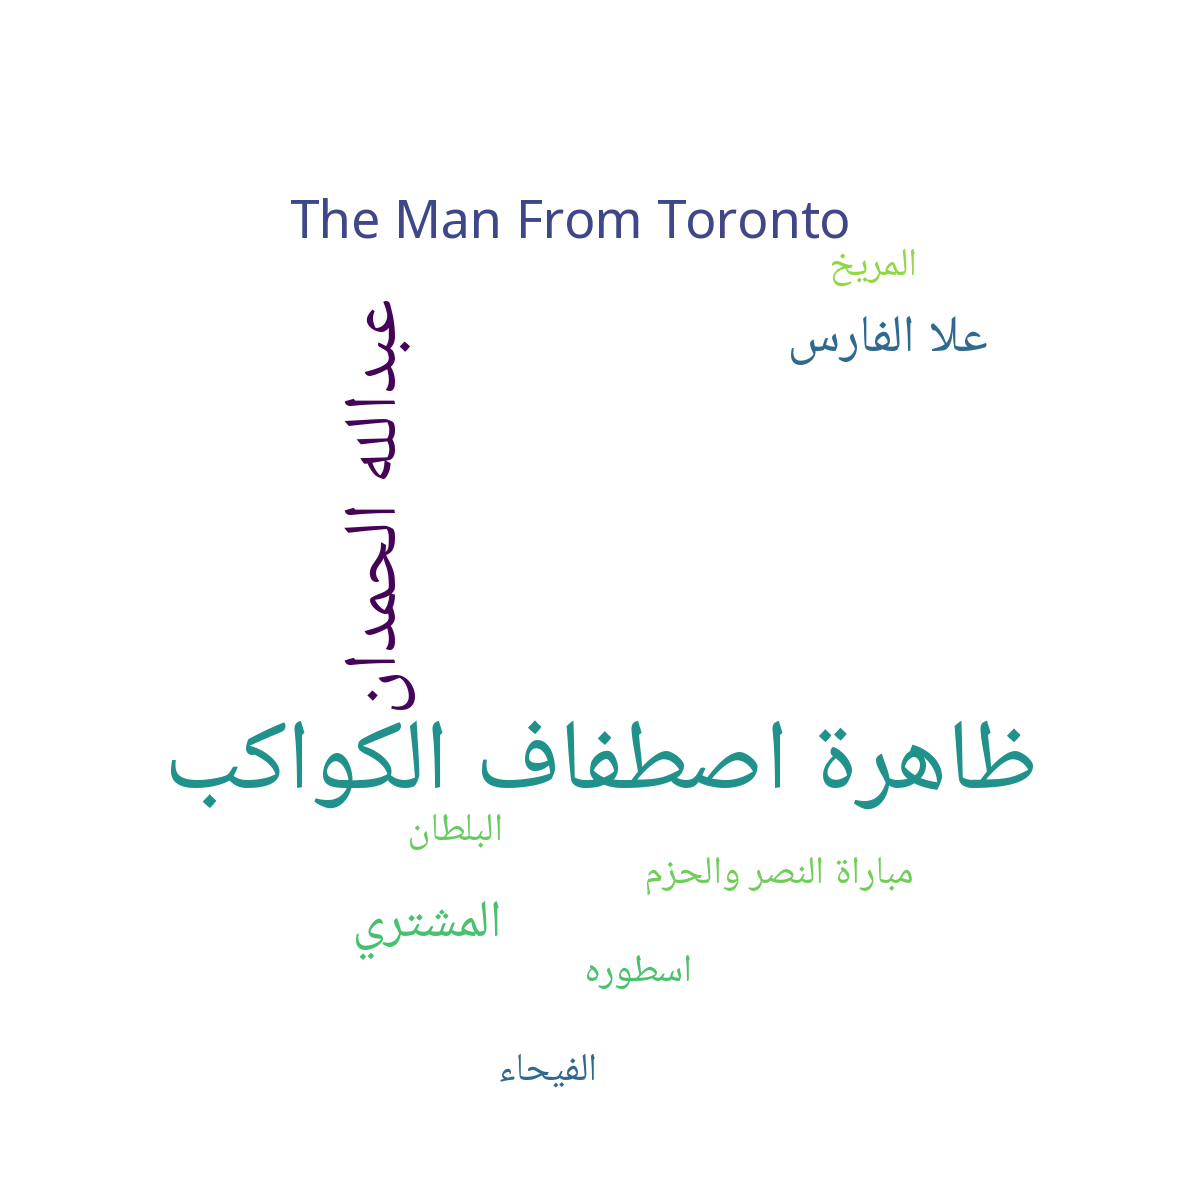 The Man From Toronto
المريخ
علا الفارس
عبدالله الحمدان
ظاهرة اصطفاف الكواكب
البلطان
مباراة النصر والحزم
المشتري
اسطوره
الفيحاء